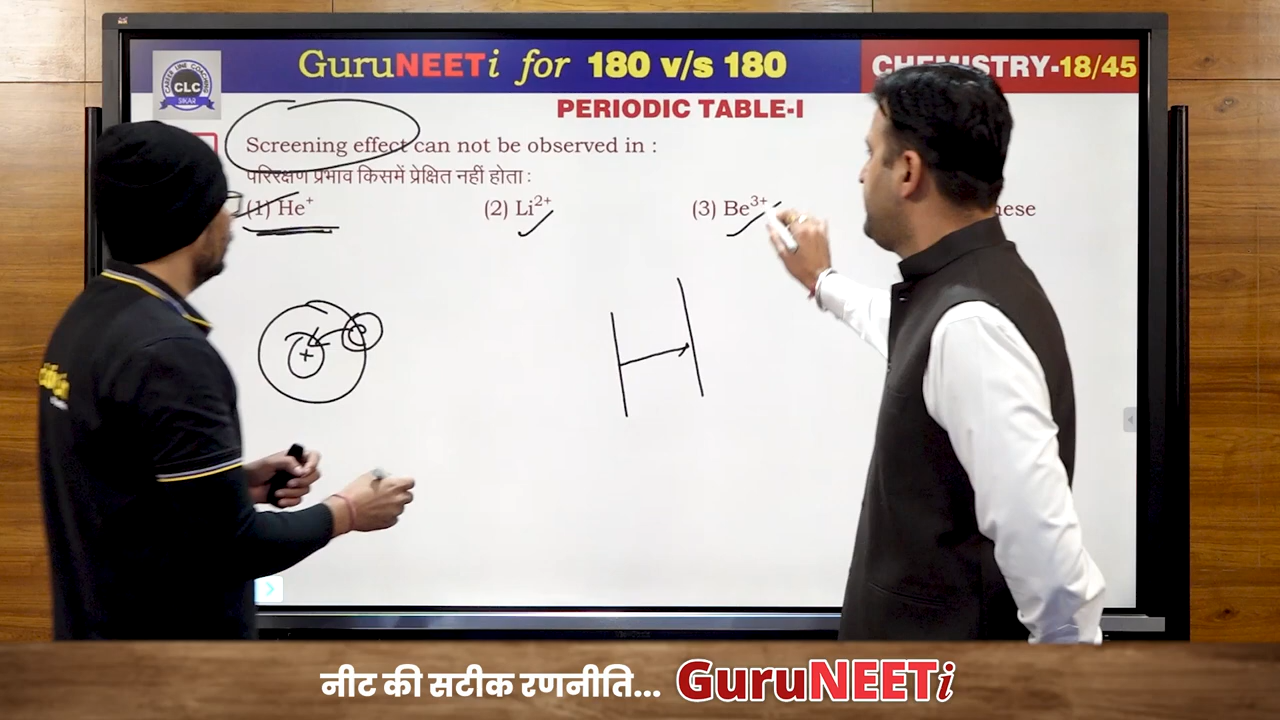 GuruNEETi for 180 v/s 180
CHEMISTRY-18/45
CLC
SIKAR
PERIODIC TABLE-I
Screening effect can not be observed in :
परिरक्षण प्रभाव किसमें प्रेक्षित नहीं होता :
(1) He⁺ (2) Li²⁺ (3) Be³⁺
+
H
नीट की सटीक रणनीति... GuruNEETi